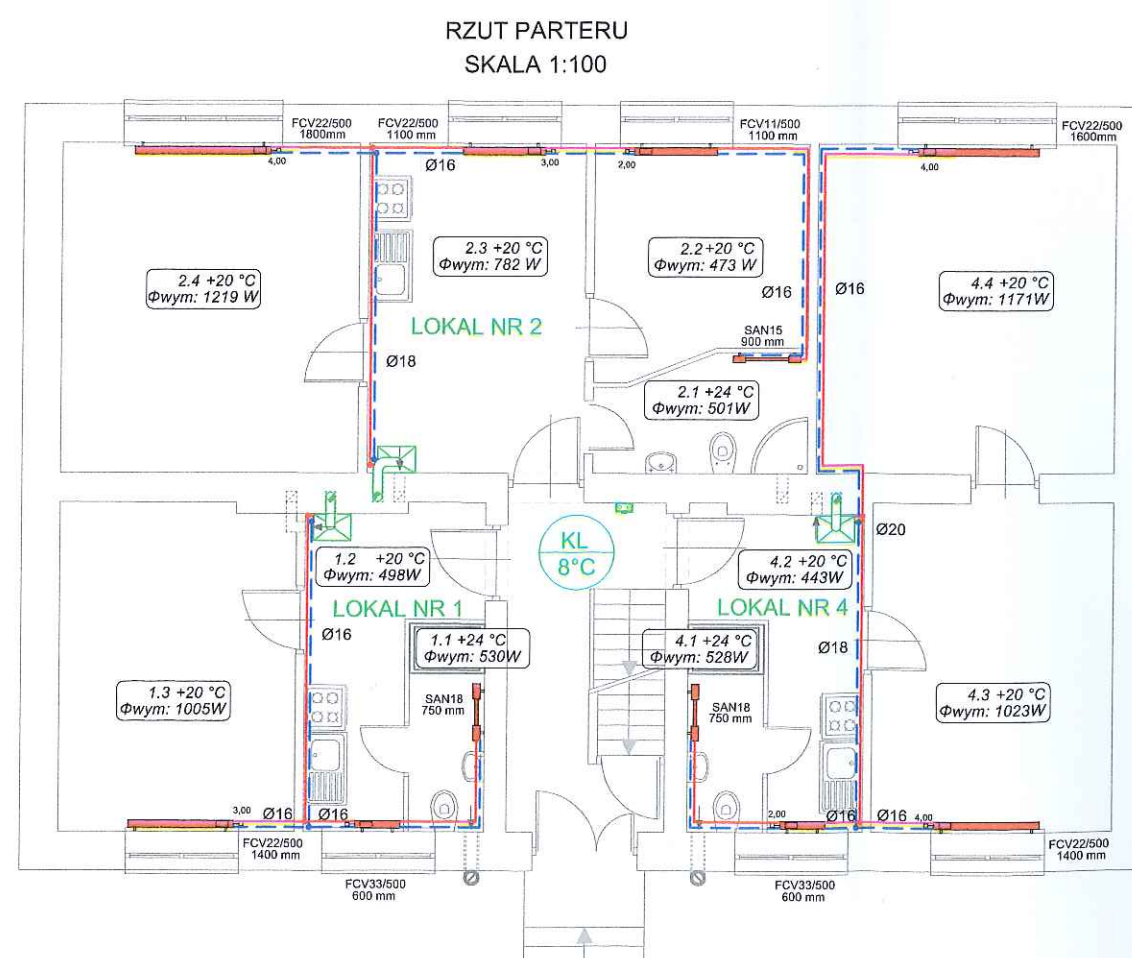 RZUT PARTERU
SKALA 1:100
FCV22/500
1800mm
FCV22/500
1100 mm
FCV11/500
1100 mm
FCV22/500
1600mm
4,00
Ø16
3,00
2,00
4,00
2.4 +20 °C
Φwym: 1219 W
2.3 +20 °C
Φwym: 782 W
2.2 +20 °C
Φwym: 473 W
4.4 +20 °C
Φwym: 1171W
Ø16
Ø16
LOKAL NR 2
SAN15
900 mm
Ø18
2.1 +24 °C
Φwym: 501W
KL
8°C
Ø20
1.2 +20 °C
Φwym: 498W
4.2 +20 °C
Φwym: 443W
LOKAL NR 1
LOKAL NR 4
Ø16
1.1 +24 °C
Φwym: 530W
4.1 +24 °C
Φwym: 528W
Ø18
1.3 +20 °C
Φwym: 1005W
SAN18
750 mm
SAN18
750 mm
4.3 +20 °C
Φwym: 1023W
3,00
Ø16
Ø16
2,00
Ø16
4,00
Ø16
FCV22/500
1400 mm
FCV22/500
1400 mm
FCV33/500
600 mm
FCV33/500
600 mm